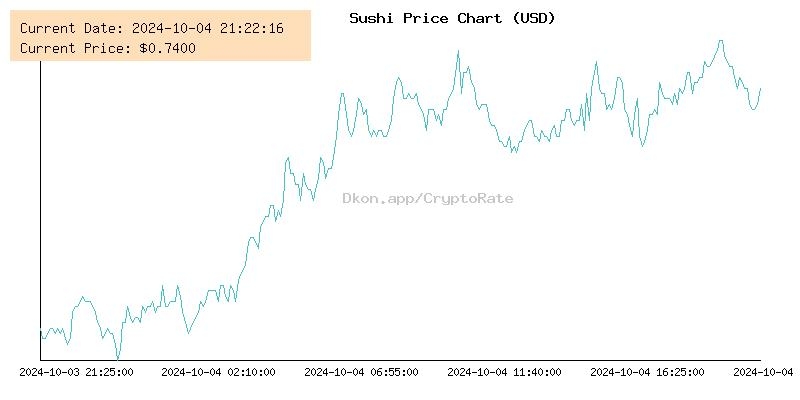 Sushi Price Chart (USD)
Current Date: 2024-10-04 21:22:16
Current Price: $0.7400
Dkon.app/CryptoRate
2024-10-03 21:25:00 2024-10-04 02:10:00 2024-10-04 06:55:00 2024-10-04 11:40:00 2024-10-04 16:25:00 2024-10-04